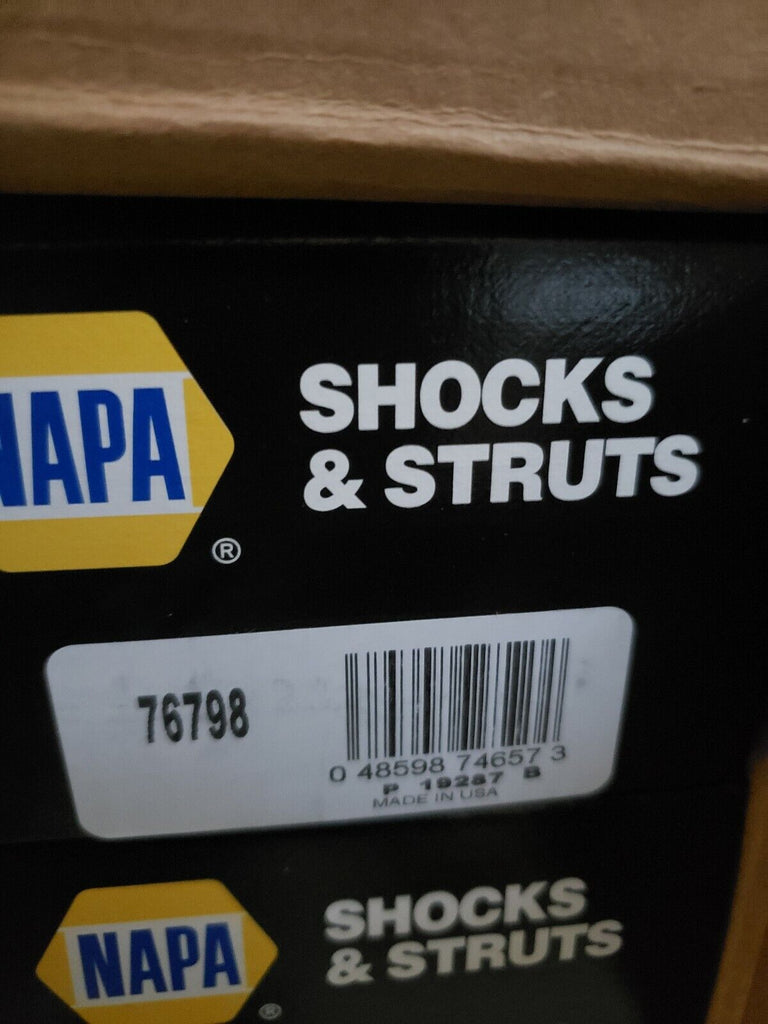 NAPA
SHOCKS
& STRUTS
®
76798
0 48598 74657 3
P 19287 B
MADE IN USA
NAPA
SHOCKS
& STRUTS
®